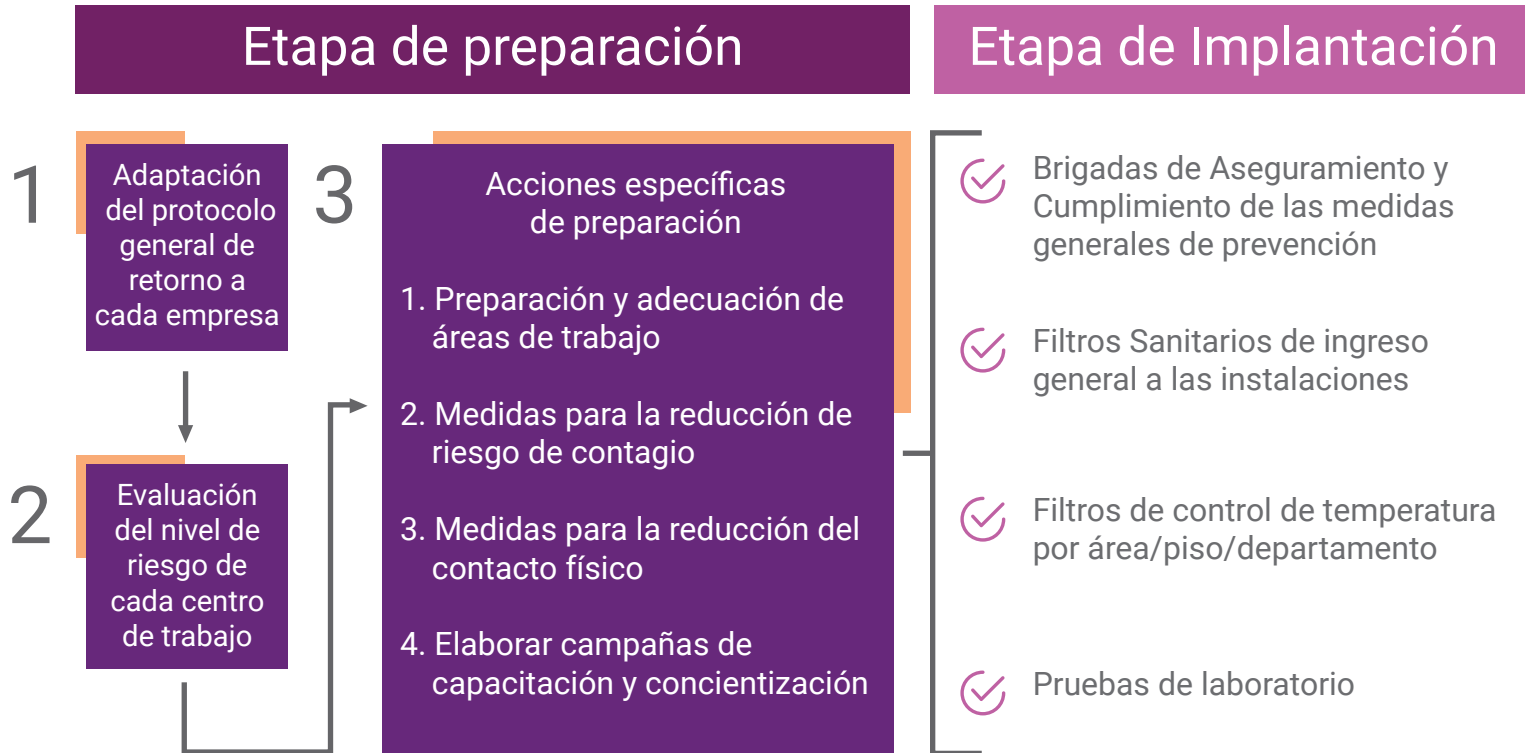 Etapa de preparación
Etapa de Implantación
1
Adaptación
del protocolo
general de
retorno a
cada empresa
2
Evaluación
del nivel de
riesgo de
cada centro
de trabajo
3
Acciones específicas
de preparación
1. Preparación y adecuación de
áreas de trabajo
2. Medidas para la reducción de
riesgo de contagio
3. Medidas para la reducción del
contacto físico
4. Elaborar campañas de
capacitación y concientización
Brigadas de Aseguramiento y
Cumplimiento de las medidas
generales de prevención
Filtros Sanitarios de ingreso
general a las instalaciones
Filtros de control de temperatura
por área/piso/departamento
Pruebas de laboratorio